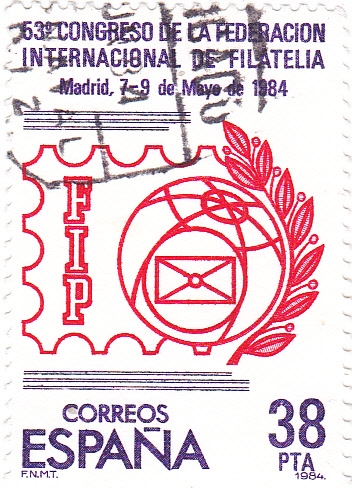 53º CONGRESO DE LA FEDERACION
INTERNACIONAL DE FILATELIA
Madrid, 7-9 de Mayo de 1984
FIP
CORREOS
ESPAÑA
38
PTA
F.N.M.T.
1984